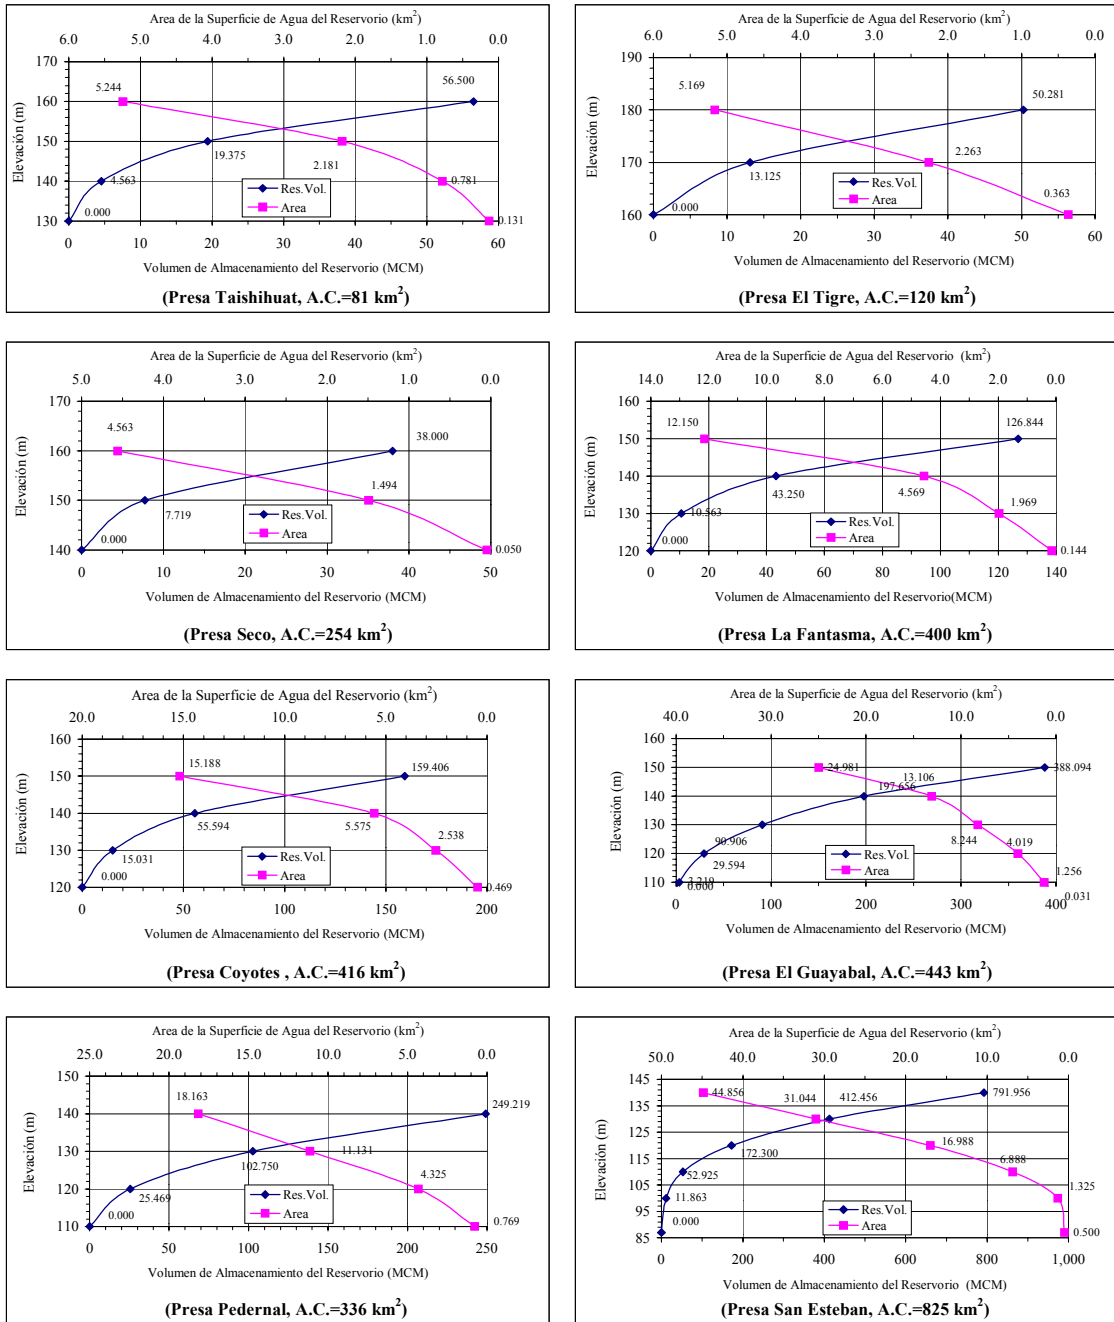 Area de la Superficie de Agua del Reservorio (km2)
6.0 5.0 4.0 3.0 2.0 1.0 0.0
170
160
150
140
130
Elevación (m)
5.244
56.500
19.375
2.181
4.563
0.781
0.000
0.131
Res.Vol.
Area
0 10 20 30 40 50 60
Volumen de Almacenamiento del Reservorio (MCM)
(Presa Taishihuat, A.C.=81 km2)
Area de la Superficie de Agua del Reservorio (km2)
6.0 5.0 4.0 3.0 2.0 1.0 0.0
190
180
170
160
Elevación (m)
5.169
50.281
2.263
13.125
0.363
0.000
Res.Vol.
Area
0 10 20 30 40 50 60
Volumen de Almacenamiento del Reservorio (MCM)
(Presa El Tigre, A.C.=120 km2)
Area de la Superficie de Agua del Reservorio (km2)
5.0 4.0 3.0 2.0 1.0 0.0
170
160
150
140
Elevación (m)
4.563
38.000
1.494
7.719
0.000
0.050
Res.Vol.
Area
0 10 20 30 40 50
Volumen de Almacenamiento del Reservorio (MCM)
(Presa Seco, A.C.=254 km2)
Area de la Superficie de Agua del Reservorio (km2)
14.0 12.0 10.0 8.0 6.0 4.0 2.0 0.0
160
150
140
130
120
Elevación (m)
12.150
126.844
43.250
4.569
10.563
1.969
0.000
0.144
Res.Vol.
Area
0 20 40 60 80 100 120 140
Volumen de Almacenamiento del Reservorio(MCM)
(Presa La Fantasma, A.C.=400 km2)
Area de la Superficie de Agua del Reservorio (km2)
20.0 15.0 10.0 5.0 0.0
160
150
140
130
120
Elevación (m)
15.188
159.406
55.594
5.575
15.031
2.538
0.000
0.469
Res.Vol.
Area
0 50 100 150 200
Volumen de Almacenamiento del Reservorio (MCM)
(Presa Coyotes , A.C.=416 km2)
Area de la Superficie de Agua del Reservorio (km2)
40.0 30.0 20.0 10.0 0.0
160
150
140
130
120
110
Elevación (m)
24.981
388.094
13.106
197.656
90.906
8.244
4.019
29.594
1.256
3.219
0.000
0.031
Res.Vol.
Area
0 100 200 300 400
Volumen de Almacenamiento del Reservorio (MCM)
(Presa El Guayabal, A.C.=443 km2)
Area de la Superficie de Agua del Reservorio (km2)
25.0 20.0 15.0 10.0 5.0 0.0
150
140
130
120
110
Elevación (m)
18.163
249.219
11.131
102.750
4.325
25.469
0.000
0.769
Res.Vol.
Area
0 50 100 150 200 250
Volumen de Almacenamiento del Reservorio (MCM)
(Presa Pedernal, A.C.=336 km2)
Area de la Superficie de Agua del Reservorio (km2)
50.0 40.0 30.0 20.0 10.0 0.0
145
135
125
115
105
95
85
Elevación (m)
44.856
31.044
412.456
791.956
16.988
172.300
6.888
52.925
1.325
11.863
0.000
0.500
Res.Vol.
Area
0 200 400 600 800 1,000
Volumen de Almacenamiento del Reservorio (MCM)
(Presa San Esteban, A.C.=825 km2)